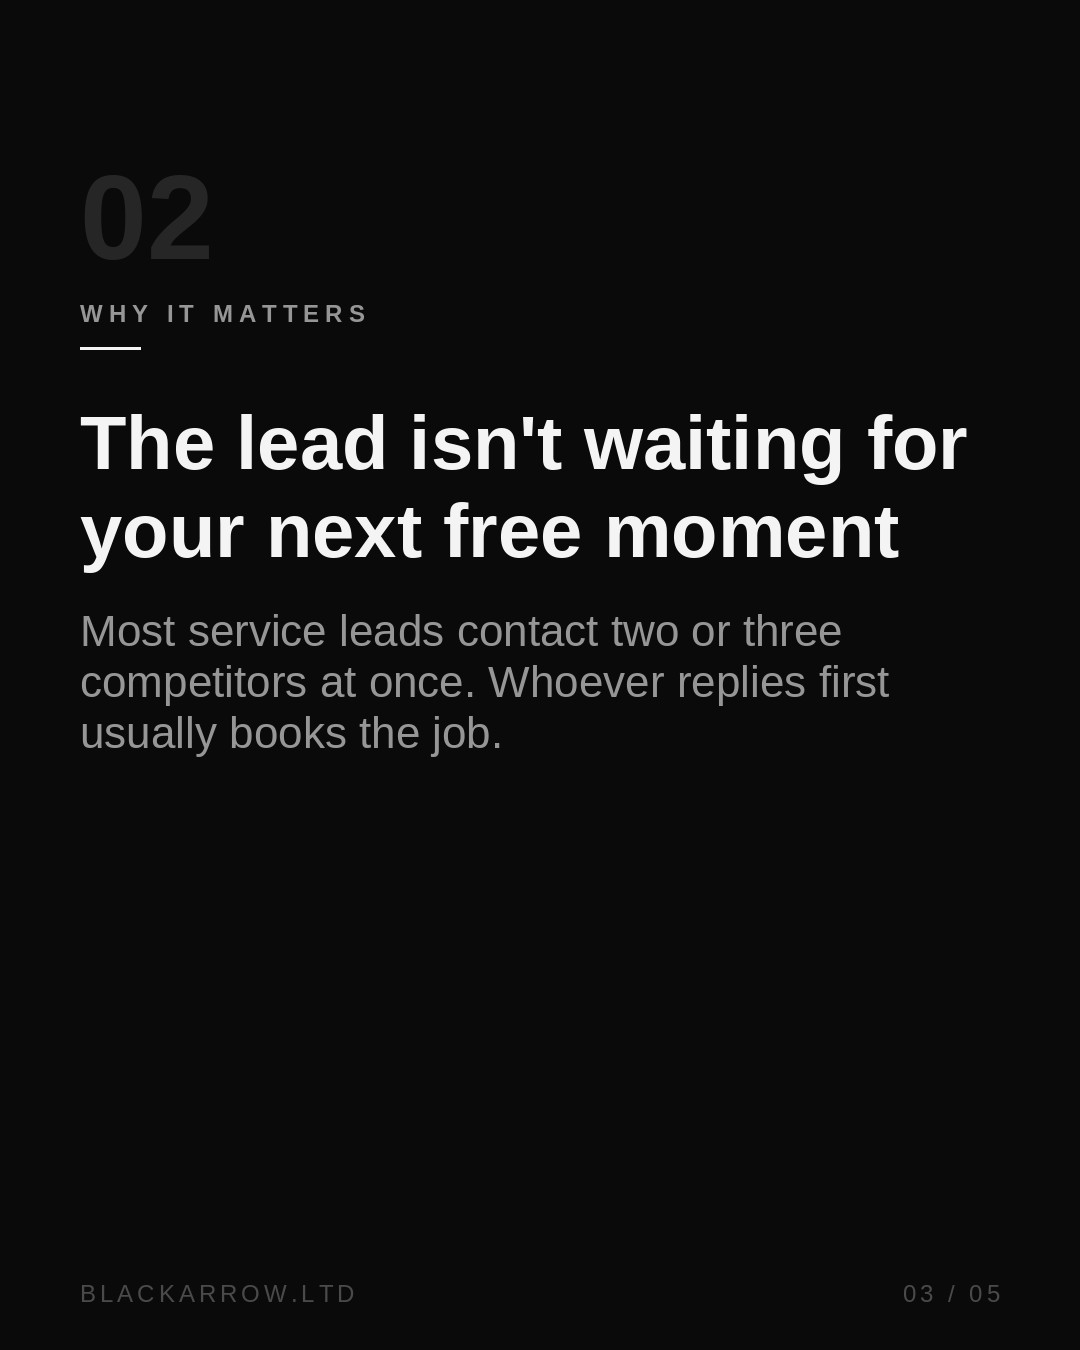 02
WHY IT MATTERS
The lead isn't waiting for
your next free moment
Most service leads contact two or three
competitors at once. Whoever replies first
usually books the job.
BLACKARROW.LTD
03 / 05